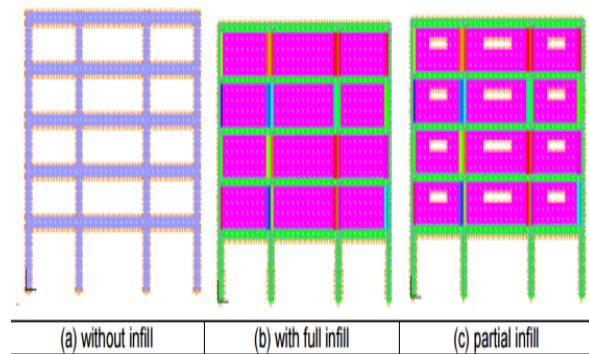 (a) without infill
(b) with full infill
(c) partial infill